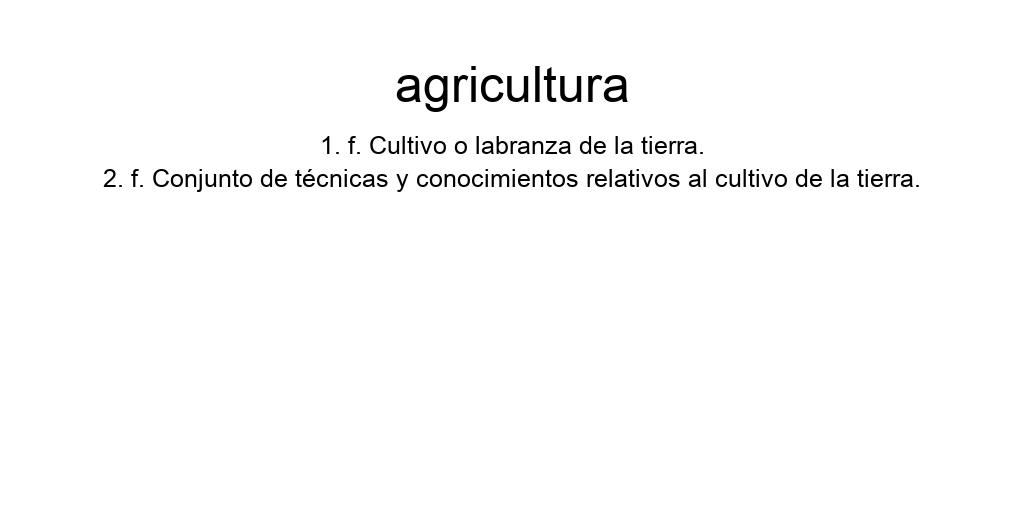 agricultura
1. f. Cultivo o labranza de la tierra.
2. f. Conjunto de técnicas y conocimientos relativos al cultivo de la tierra.